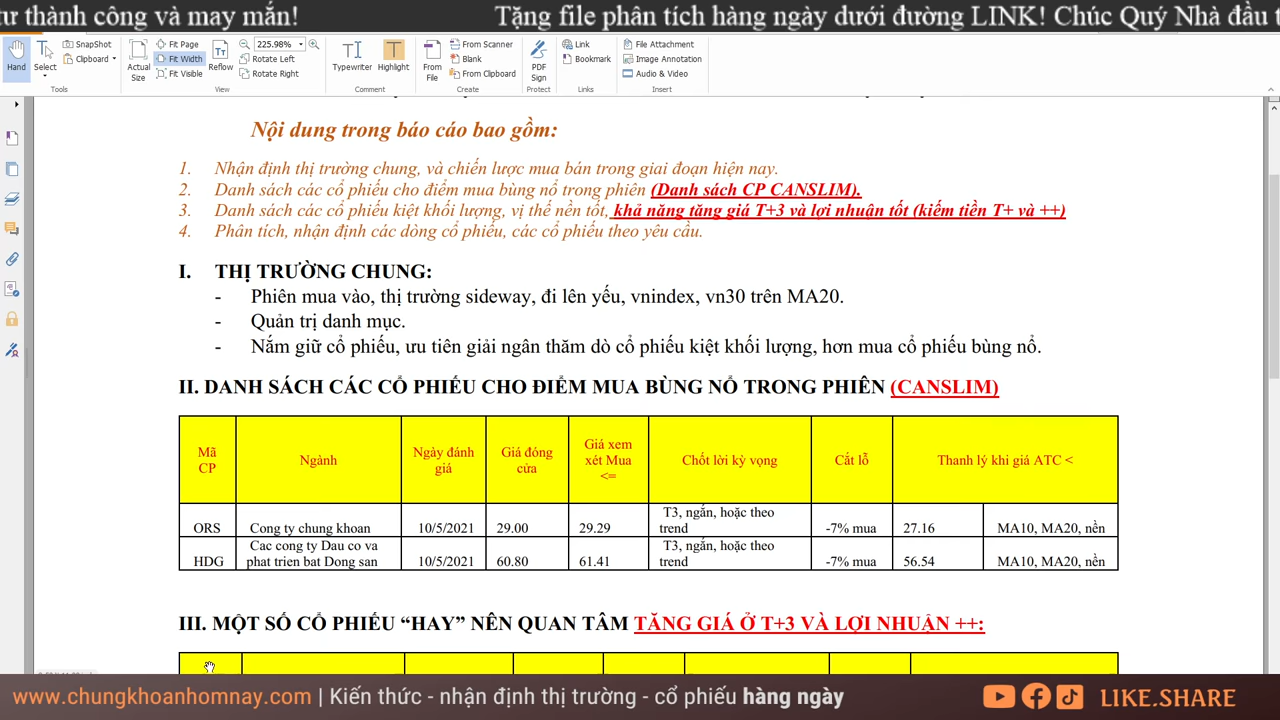 tư thành công và may mắn! Tặng file phân tích hàng ngày dưới đường LINK! Chúc Quý Nhà đầu t
Hand
Select
SnapShot
Clipboard
Tools
Actual Size
Fit Page
Fit Width
Fit Visible
Reflow
225.98%
Rotate Left
Rotate Right
View
Typewriter
Highlight
Comment
From File
From Scanner
Blank
From Clipboard
Create
PDF Sign
Protect
Link
Bookmark
Links
File Attachment
Image Annotation
Audio & Video
Insert
Nội dung trong báo cáo bao gồm:
1. Nhận định thị trường chung, và chiến lược mua bán trong giai đoạn hiện nay.
2. Danh sách các cổ phiếu cho điểm mua bùng nổ trong phiên (Danh sách CP CANSLIM).
3. Danh sách các cổ phiếu kiệt khối lượng, vị thế nền tốt, khả năng tăng giá T+3 và lợi nhuận tốt (kiếm tiền T+ và ++)
4. Phân tích, nhận định các dòng cổ phiếu, các cổ phiếu theo yêu cầu.
I. THỊ TRƯỜNG CHUNG:
- Phiên mua vào, thị trường sideway, đi lên yếu, vnindex, vn30 trên MA20.
- Quản trị danh mục.
- Nắm giữ cổ phiếu, ưu tiên giải ngân thăm dò cổ phiếu kiệt khối lượng, hơn mua cổ phiếu bùng nổ.
II. DANH SÁCH CÁC CỔ PHIẾU CHO ĐIỂM MUA BÙNG NỔ TRONG PHIÊN (CANSLIM)
Mã CP
Ngành
Ngày đánh giá
Giá đóng cửa
Giá xem xét Mua <=
Chốt lời kỳ vọng
Cắt lỗ
Thanh lý khi giá ATC <
ORS Cong ty chung khoan 10/5/2021 29.00 29.29 T3, ngắn, hoặc theo trend -7% mua 27.16 MA10, MA20, nền
HDG Cac cong ty Dau co va phat trien bat Dong san 10/5/2021 60.80 61.41 T3, ngắn, hoặc theo trend -7% mua 56.54 MA10, MA20, nền
III. MỘT SỐ CỔ PHIẾU “HAY” NÊN QUAN TÂM TĂNG GIÁ Ở T+3 VÀ LỢI NHUẬN ++:
www.chungkhoanhomnay.com | Kiến thức - nhận định thị trường - cổ phiếu hàng ngày LIKE.SHARE